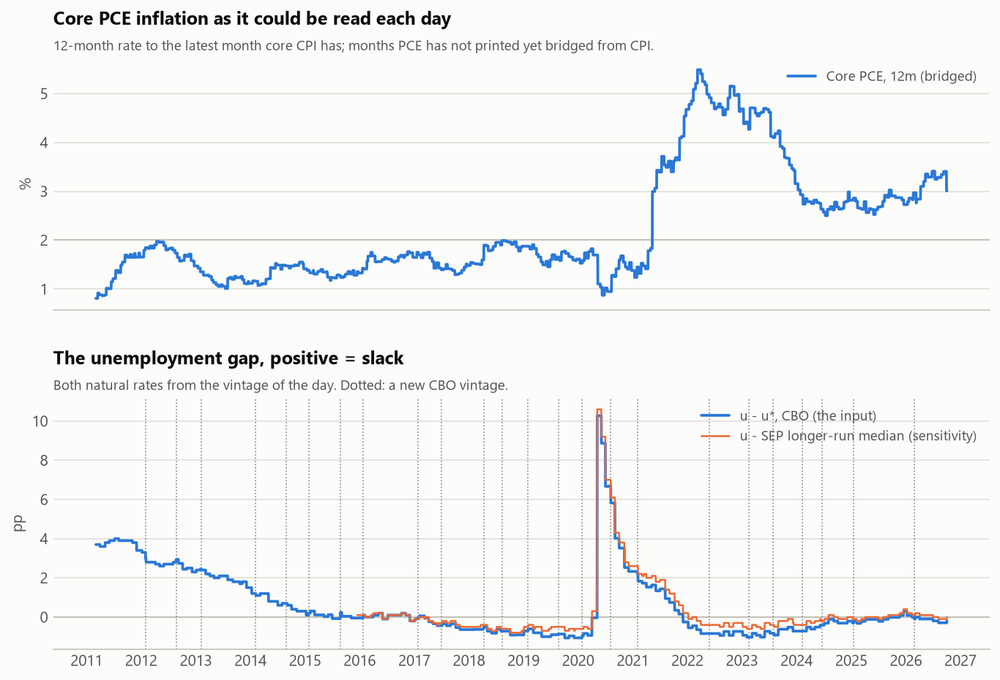 Core PCE inflation as it could be read each day
12-month rate to the latest month core CPI has; months PCE has not printed yet bridged from CPI.
Core PCE, 12m (bridged)
5
4
3
2
1
%
The unemployment gap, positive = slack
Both natural rates from the vintage of the day. Dotted: a new CBO vintage.
u - u*, CBO (the input)
u - SEP longer-run median (sensitivity)
10
8
6
4
2
0
pp
2011 2012 2013 2014 2015 2016 2017 2018 2019 2020 2021 2022 2023 2024 2025 2026 2027